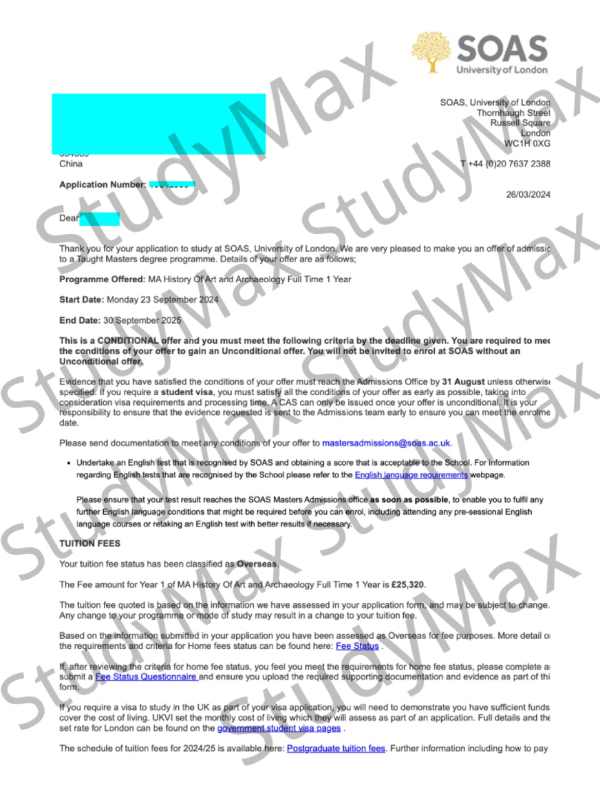 SOAS
University of London
SOAS, University of London
Thornhaugh Street
Russell Square
London
WC1H 0XG
China
T +44 (0)20 7637 2388
Application Number:
26/03/2024
Dear
Thank you for your application to study at SOAS, University of London. We are very pleased to make you an offer of admissic
to a Taught Masters degree programme. Details of your offer are as follows;
Programme Offered: MA History Of Art and Archaeology Full Time 1 Year
Start Date: Monday 23 September 2024
End Date: 30 September 2025
This is a CONDITIONAL offer and you must meet the following criteria by the deadline given. You are required to mee
the conditions of your offer to gain an Unconditional offer. You will not be invited to enrol at SOAS without an
Unconditional offer.
Evidence that you have satisfied the conditions of your offer must reach the Admissions Office by 31 August unless otherwise
specified. If you require a student visa, you must satisfy all the conditions of your offer as early as possible, taking into
consideration visa requirements and processing time. A CAS can only be issued once your offer is unconditional. It is your
responsibility to ensure that the evidence requested is sent to the Admissions team early to ensure you can meet the enrolme
date.
Please send documentation to meet any conditions of your offer to mastersadmissions@soas.ac.uk.
• Undertake an English test that is recognised by SOAS and obtaining a score that is acceptable to the School. For Information
regarding English tests that are recognised by the School please refer to the English language requirements webpage.
Please ensure that your test result reaches the SOAS Masters Admissions office as soon as possible, to enable you to fulfil any
further English language conditions that might be required before you can enrol, including attending any pre-sessional English
language courses or retaking an English test with better results if necessary.
TUITION FEES
Your tuition fee status has been classified as Overseas.
The Fee amount for Year 1 of MA History Of Art and Archaeology Full Time 1 Year is £25,320.
The tuition fee quoted is based on the information we have assessed in your application form, and may be subject to change.
Any change to your programme or mode of study may result in a change to your tuition fee.
Based on the information submitted in your application you have been assessed as Overseas for fee purposes. More detail or
the requirements and criteria for Home fees status can be found here: Fee Status .
If, after reviewing the criteria for home fee status, you feel you meet the requirements for home fee status, please complete a
submit a Fee Status Questionnaire and ensure you upload the required supporting documentation and evidence as part of thi
form.
If you require a visa to study in the UK as part of your visa application, you will need to demonstrate you have sufficient funds
cover the cost of living. UKVI set the monthly cost of living which they will assess as part of an application. Full details and the
set rate for London can be found on the government student visa pages .
The schedule of tuition fees for 2024/25 is available here: Postgraduate tuition fees. Further information including how to pay
StudyMax
StudyMax
StudyMax
StudyMax
StudyMax
StudyMax
StudyMax
StudyMax